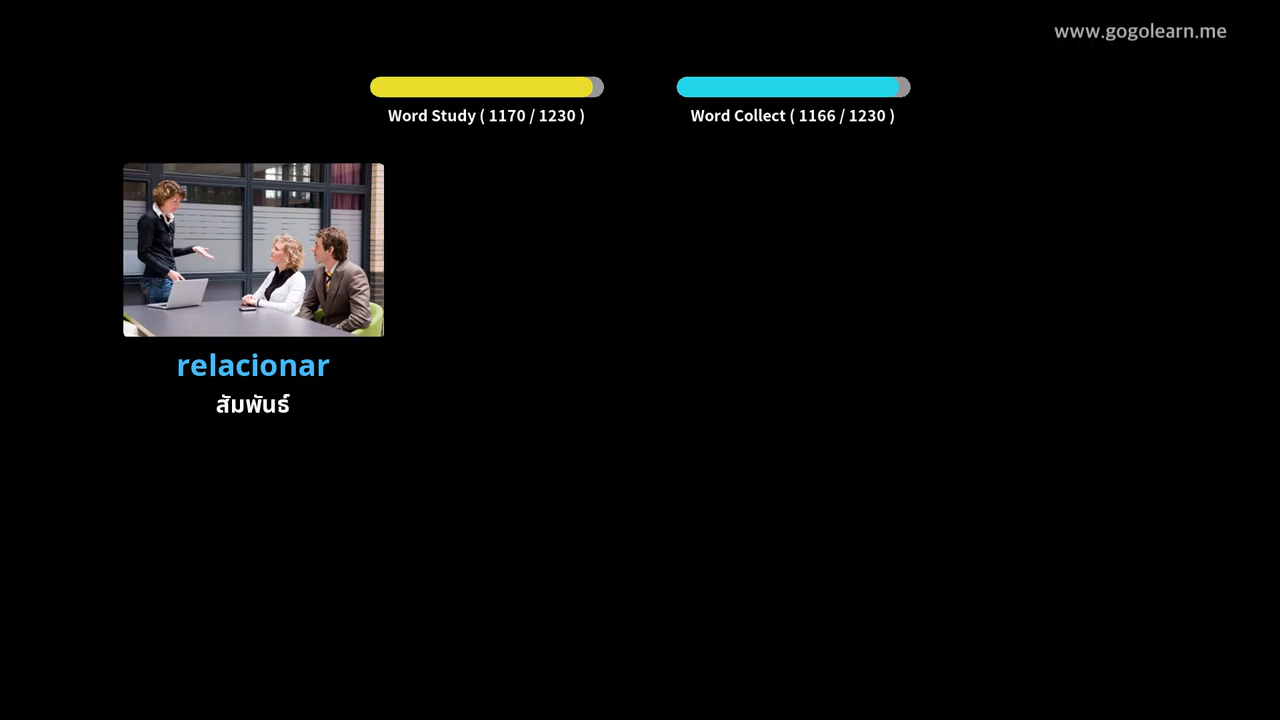 www.gogolearn.me
Word Study ( 1170 / 1230 )
Word Collect ( 1166 / 1230 )
relacionar
สัมพันธ์